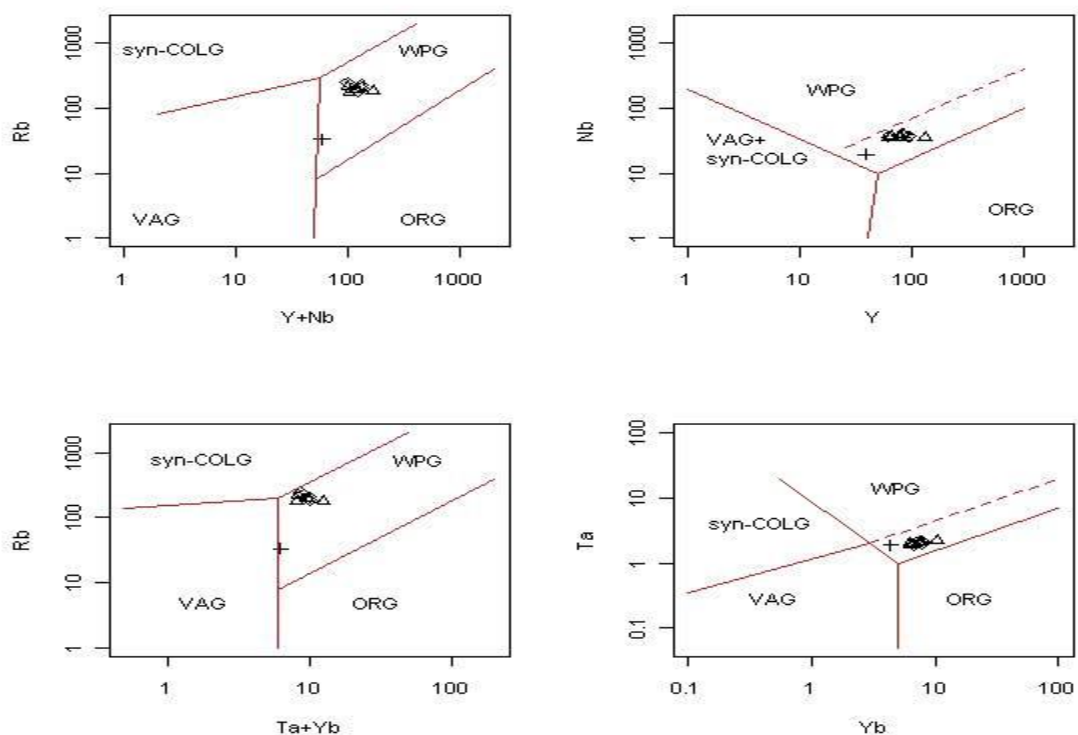 syn-COLG
WPG
VAG
ORG
Rb
1 10 100 1000
1 10 100 1000
Y+Nb
WPG
VAG+
syn-COLG
ORG
Nb
1 10 100 1000
1 10 100 1000
Y
syn-COLG
WPG
VAG
ORG
Rb
1 10 100 1000
1 10 100
Ta+Yb
WPG
syn-COLG
VAG
ORG
Ta
0.1 1 10 100
0.1 1 10 100
Yb